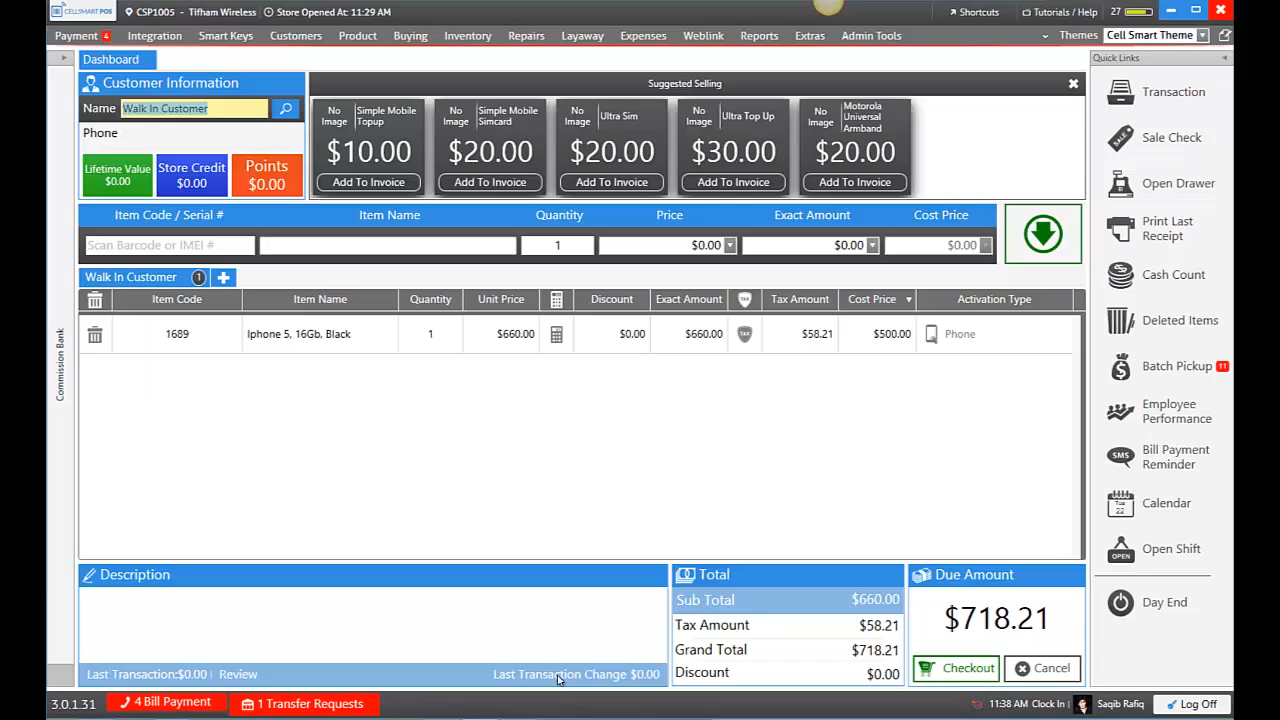 CELLSMART POS CSP1005 - Tifham Wireless Store Opened At: 11:29 AM Shortcuts Tutorials / Help 27
Payment 4 Integration Smart Keys Customers Product Buying Inventory Repairs Layaway Expenses Weblink Reports Extras Admin Tools Themes Cell Smart Theme
Dashboard
Quick Links
Customer Information
Name Walk In Customer
Phone
Lifetime Value $0.00
Store Credit $0.00
Points $0.00
Suggested Selling
No Image Simple Mobile Topup $10.00 Add To Invoice
No Image Simple Mobile Simcard $20.00 Add To Invoice
No Image Ultra Sim $20.00 Add To Invoice
No Image Ultra Top Up $30.00 Add To Invoice
No Image Motorola Universal Armband $20.00 Add To Invoice
Item Code / Serial # Item Name Quantity Price Exact Amount Cost Price
Scan Barcode or IMEI # 1 $0.00 $0.00 $0.00
Walk In Customer 1
Item Code Item Name Quantity Unit Price Discount Exact Amount TAX Tax Amount Cost Price Activation Type
1689 Iphone 5, 16Gb, Black 1 $660.00 $0.00 $660.00 TAX $58.21 $500.00 Phone
Commission Bank
Description
Last Transaction:$0.00 Review Last Transaction Change $0.00
Total
Sub Total $660.00
Tax Amount $58.21
Grand Total $718.21
Discount $0.00
Due Amount
$718.21
Checkout Cancel
Transaction
SALE Sale Check
Open Drawer
Print Last Receipt
Cash Count
Deleted Items
Batch Pickup 11
Employee Performance
SMS Bill Payment Reminder
Tue 22 Calendar
OPEN Open Shift
Day End
3.0.1.31 4 Bill Payment 1 Transfer Requests 11:38 AM Clock In Saqib Rafiq Log Off